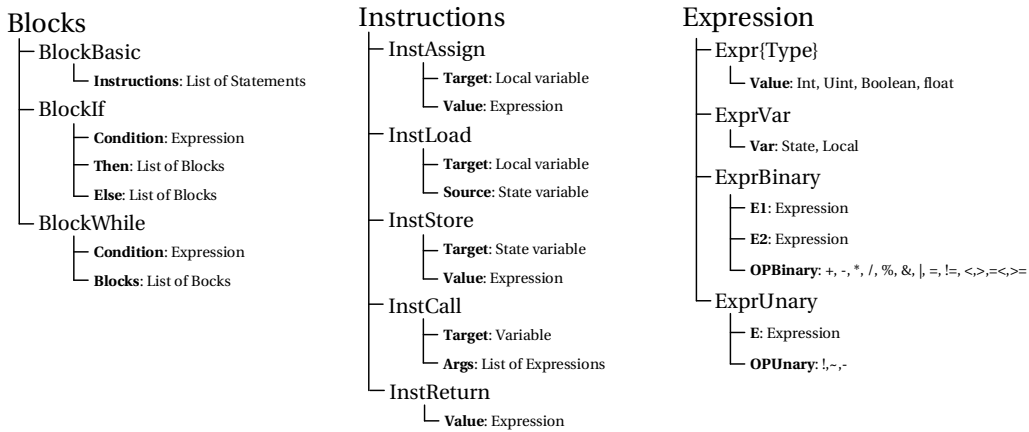 Blocks
BlockBasic
Instructions: List of Statements
BlockIf
Condition: Expression
Then: List of Blocks
Else: List of Blocks
BlockWhile
Condition: Expression
Blocks: List of Bocks
Instructions
InstAssign
Target: Local variable
Value: Expression
InstLoad
Target: Local variable
Source: State variable
InstStore
Target: State variable
Value: Expression
InstCall
Target: Variable
Args: List of Expressions
InstReturn
Value: Expression
Expression
Expr{Type}
Value: Int, Uint, Boolean, float
ExprVar
Var: State, Local
ExprBinary
E1: Expression
E2: Expression
OPBinary: +, -, *, /, %, &, |, =, !=, <,>,=<,>=
ExprUnary
E: Expression
OPUnary: !,~,-